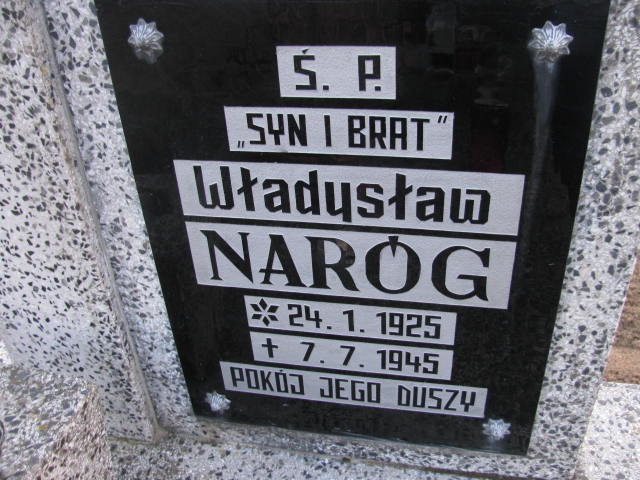 Ś. P.
„SYN I BRAT”
Władysław
NARÓG
* 24. 1. 1925
† 7. 7. 1945
POKÓJ JEGO DUSZY